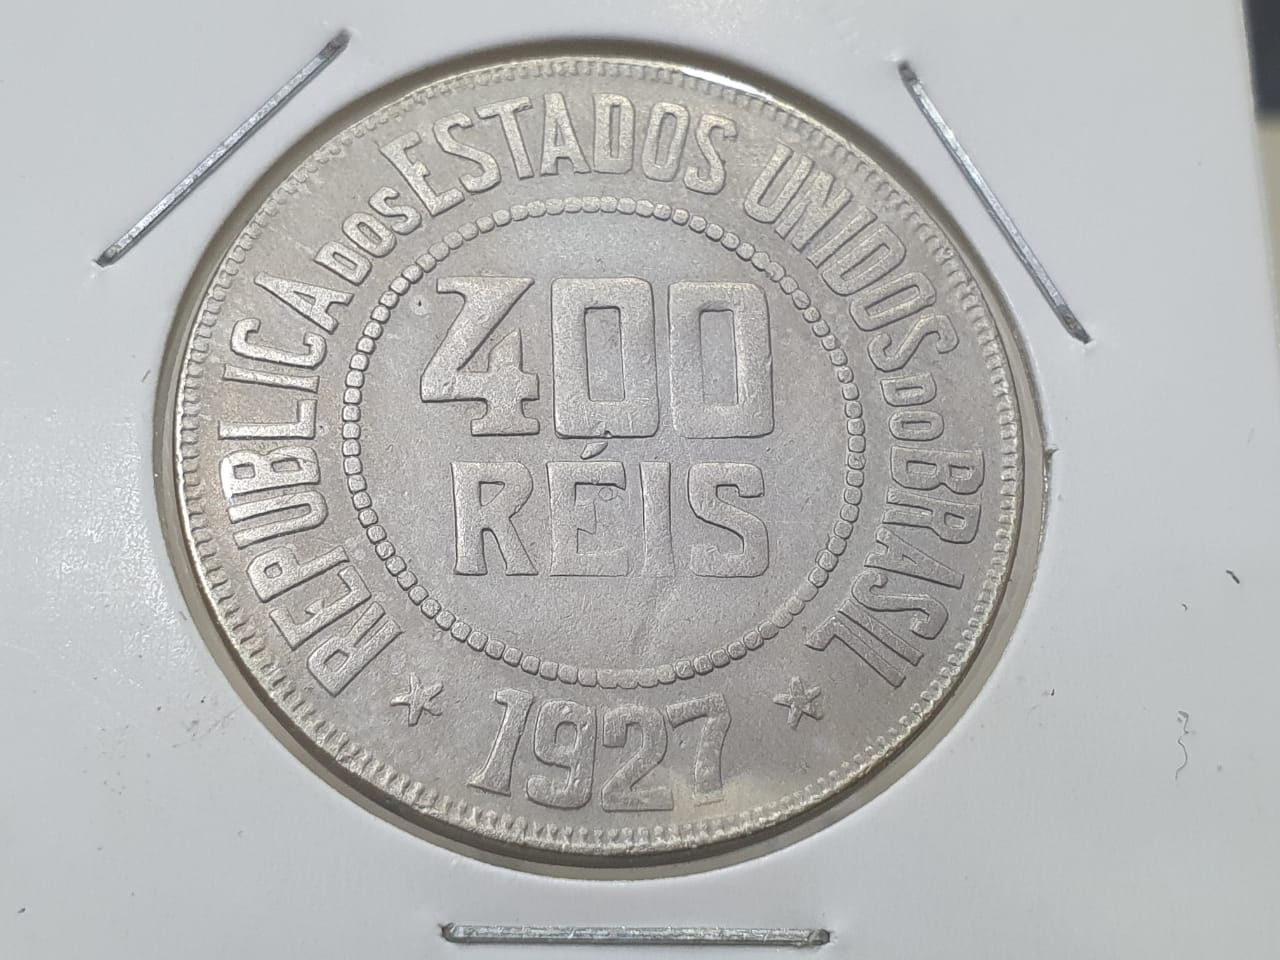 REPUBLICA DOS ESTADOS UNIDOS DO BRASIL
400
RÉIS
1927